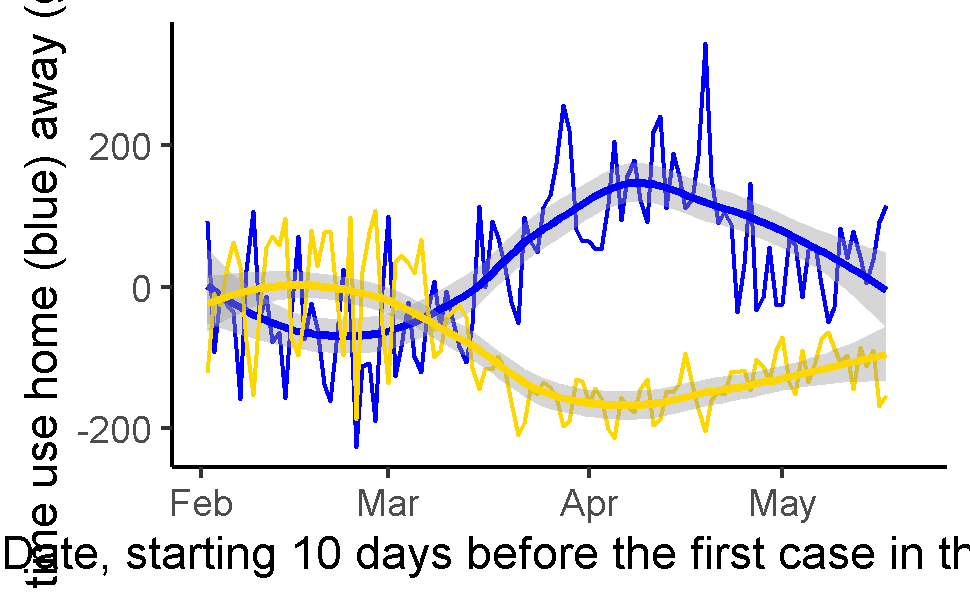 time use home (blue) away (
200
0
-200
Feb Mar Apr May
Date, starting 10 days before the first case in th